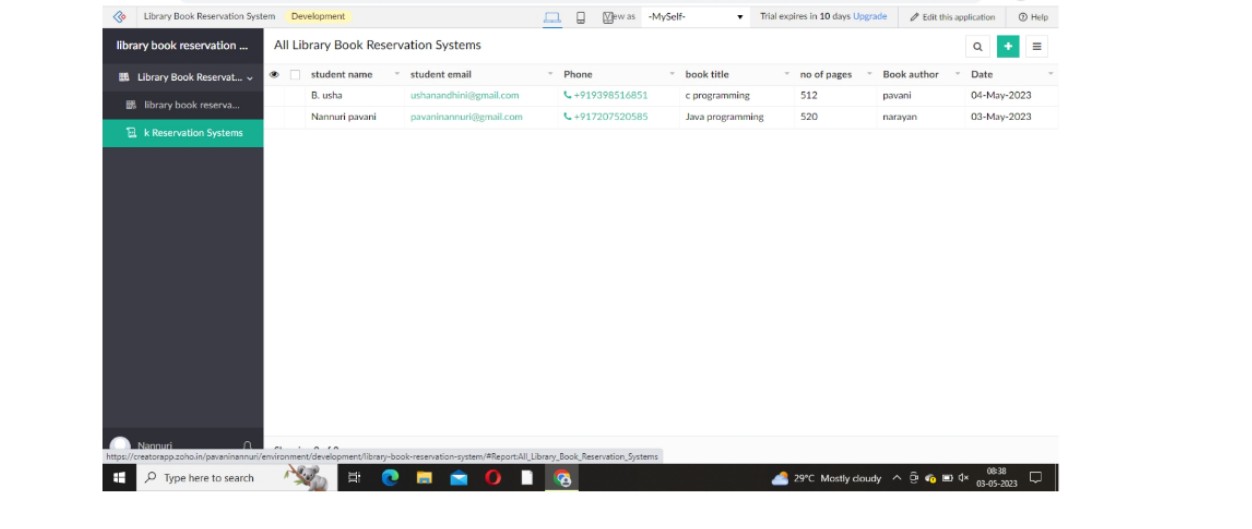 Library Book Reservation System Development
View as -MySelf- Trial expires in 10 days Upgrade Edit this application Help
library book reservation ...
All Library Book Reservation Systems
Library Book Reservat...
library book reserva...
k Reservation Systems
student name student email Phone book title no of pages Book author Date
B. usha ushanandhini@gmail.com +919398516851 c programming 512 pavani 04-May-2023
Nannuri pavani pavaninannuri@gmail.com +917207520585 Java programming 520 narayan 03-May-2023
Nannuri
https://creatorapp.zoho.in/pavaninannuri/environment/development/library-book-reservation-system/#Report:All_Library_Book_Reservation_Systems
Type here to search
29°C Mostly cloudy
08:38
03-05-2023